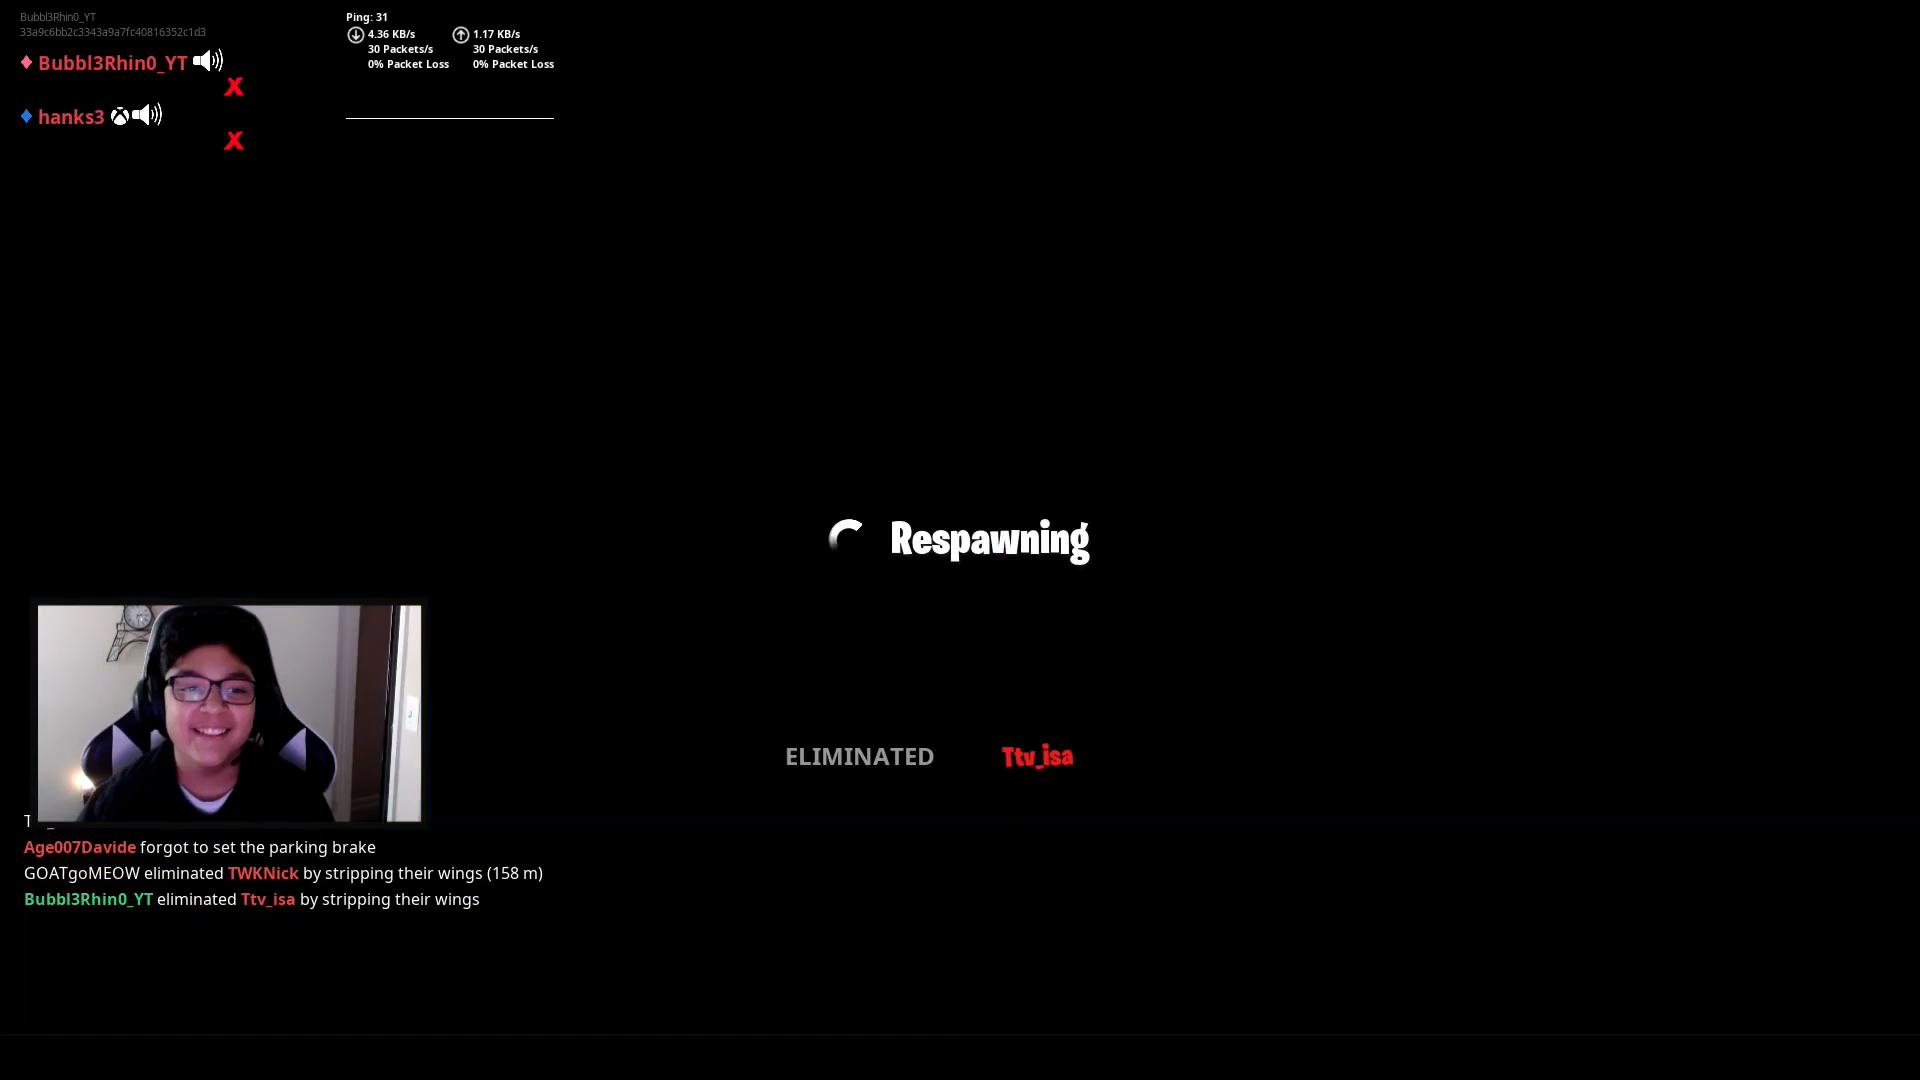 Bubbl3Rhin0_YT
33a9c6bb2c3343a9a7fc40816352c1d3
Bubbl3Rhin0_YT
X
hanks3
X
Ping: 31
4.36 KB/s 1.17 KB/s
30 Packets/s 30 Packets/s
0% Packet Loss 0% Packet Loss
Respawning
ELIMINATED Ttv_isa
Age007Davide forgot to set the parking brake
GOATgoMEOW eliminated TWKNick by stripping their wings (158 m)
Bubbl3Rhin0_YT eliminated Ttv_isa by stripping their wings